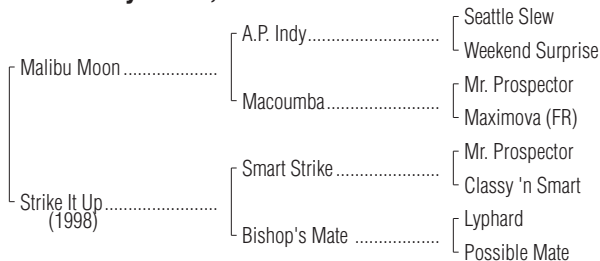 Seattle Slew
A.P. Indy
Weekend Surprise
Malibu Moon
Mr. Prospector
Macoumba
Maximova (FR)
Mr. Prospector
Smart Strike
Classy 'n Smart
Strike It Up
(1998)
Lyphard
Bishop's Mate
Possible Mate